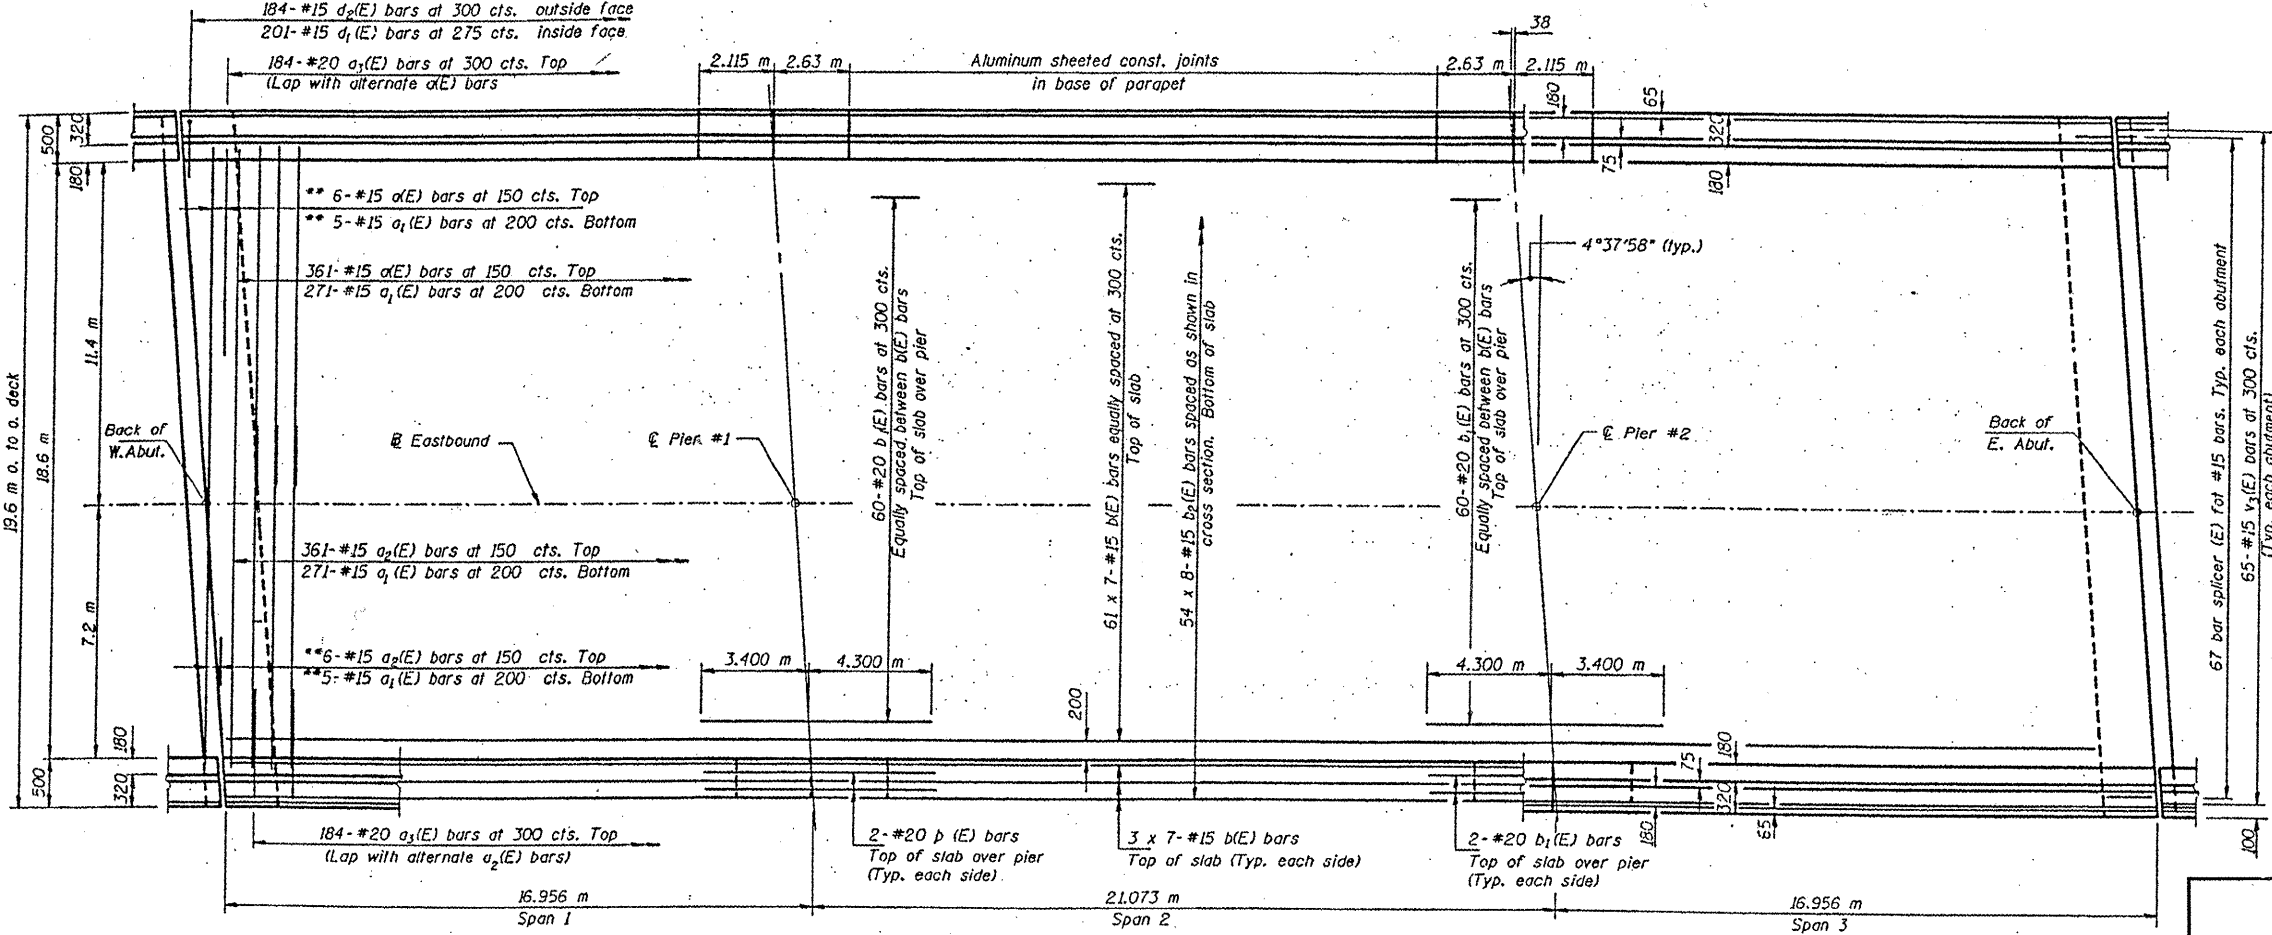 184-#15 d2(E) bars at 300 cts. outside face
201-#15 d1(E) bars at 275 cts. inside face
184-#20 a3(E) bars at 300 cts. Top
(Lap with alternate a(E) bars
2.115 m
2.63 m
Aluminum sheeted const. joints
in base of parapet
2.63 m
2.115 m
38
180
65
320
75
180
500
320
180
** 6-#15 a(E) bars at 150 cts. Top
** 5-#15 a1(E) bars at 200 cts. Bottom
361-#15 a(E) bars at 150 cts. Top
271-#15 a1(E) bars at 200 cts. Bottom
4°37'58" (typ.)
60-#20 b1(E) bars at 300 cts.
Equally spaced between b(E) bars
Top of slab over pier
61 x 7-#15 b(E) bars equally spaced at 300 cts.
Top of slab
54 x 8-#15 b2(E) bars spaced as shown in
cross section. Bottom of slab
60-#20 b1(E) bars at 300 cts.
Equally spaced between b(E) bars
Top of slab over pier
67 bar splicer (E) fot #15 bars. Typ. each abutment
65-#15 v3(E) bars at 300 cts.
(Typ. each abutment)
19.6 m o. to o. deck
18.6 m
11.4 m
7.2 m
Back of
W. Abut.
B Eastbound
℄ Pier #1
℄ Pier #2
Back of
E. Abut.
361-#15 a2(E) bars at 150 cts. Top
271-#15 a1(E) bars at 200 cts. Bottom
**6-#15 a2(E) bars at 150 cts. Top
**5-#15 a1(E) bars at 200 cts. Bottom
3.400 m
4.300 m
200
4.300 m
3.400 m
180
500
320
75
180
320
180
65
100
184-#20 a3(E) bars at 300 cts. Top
(Lap with alternate a2(E) bars)
2-#20 b (E) bars
Top of slab over pier
(Typ. each side)
3 x 7-#15 b(E) bars
Top of slab (Typ. each side)
2-#20 b1(E) bars
Top of slab over pier
(Typ. each side)
16.956 m
Span 1
21.073 m
Span 2
16.956 m
Span 3